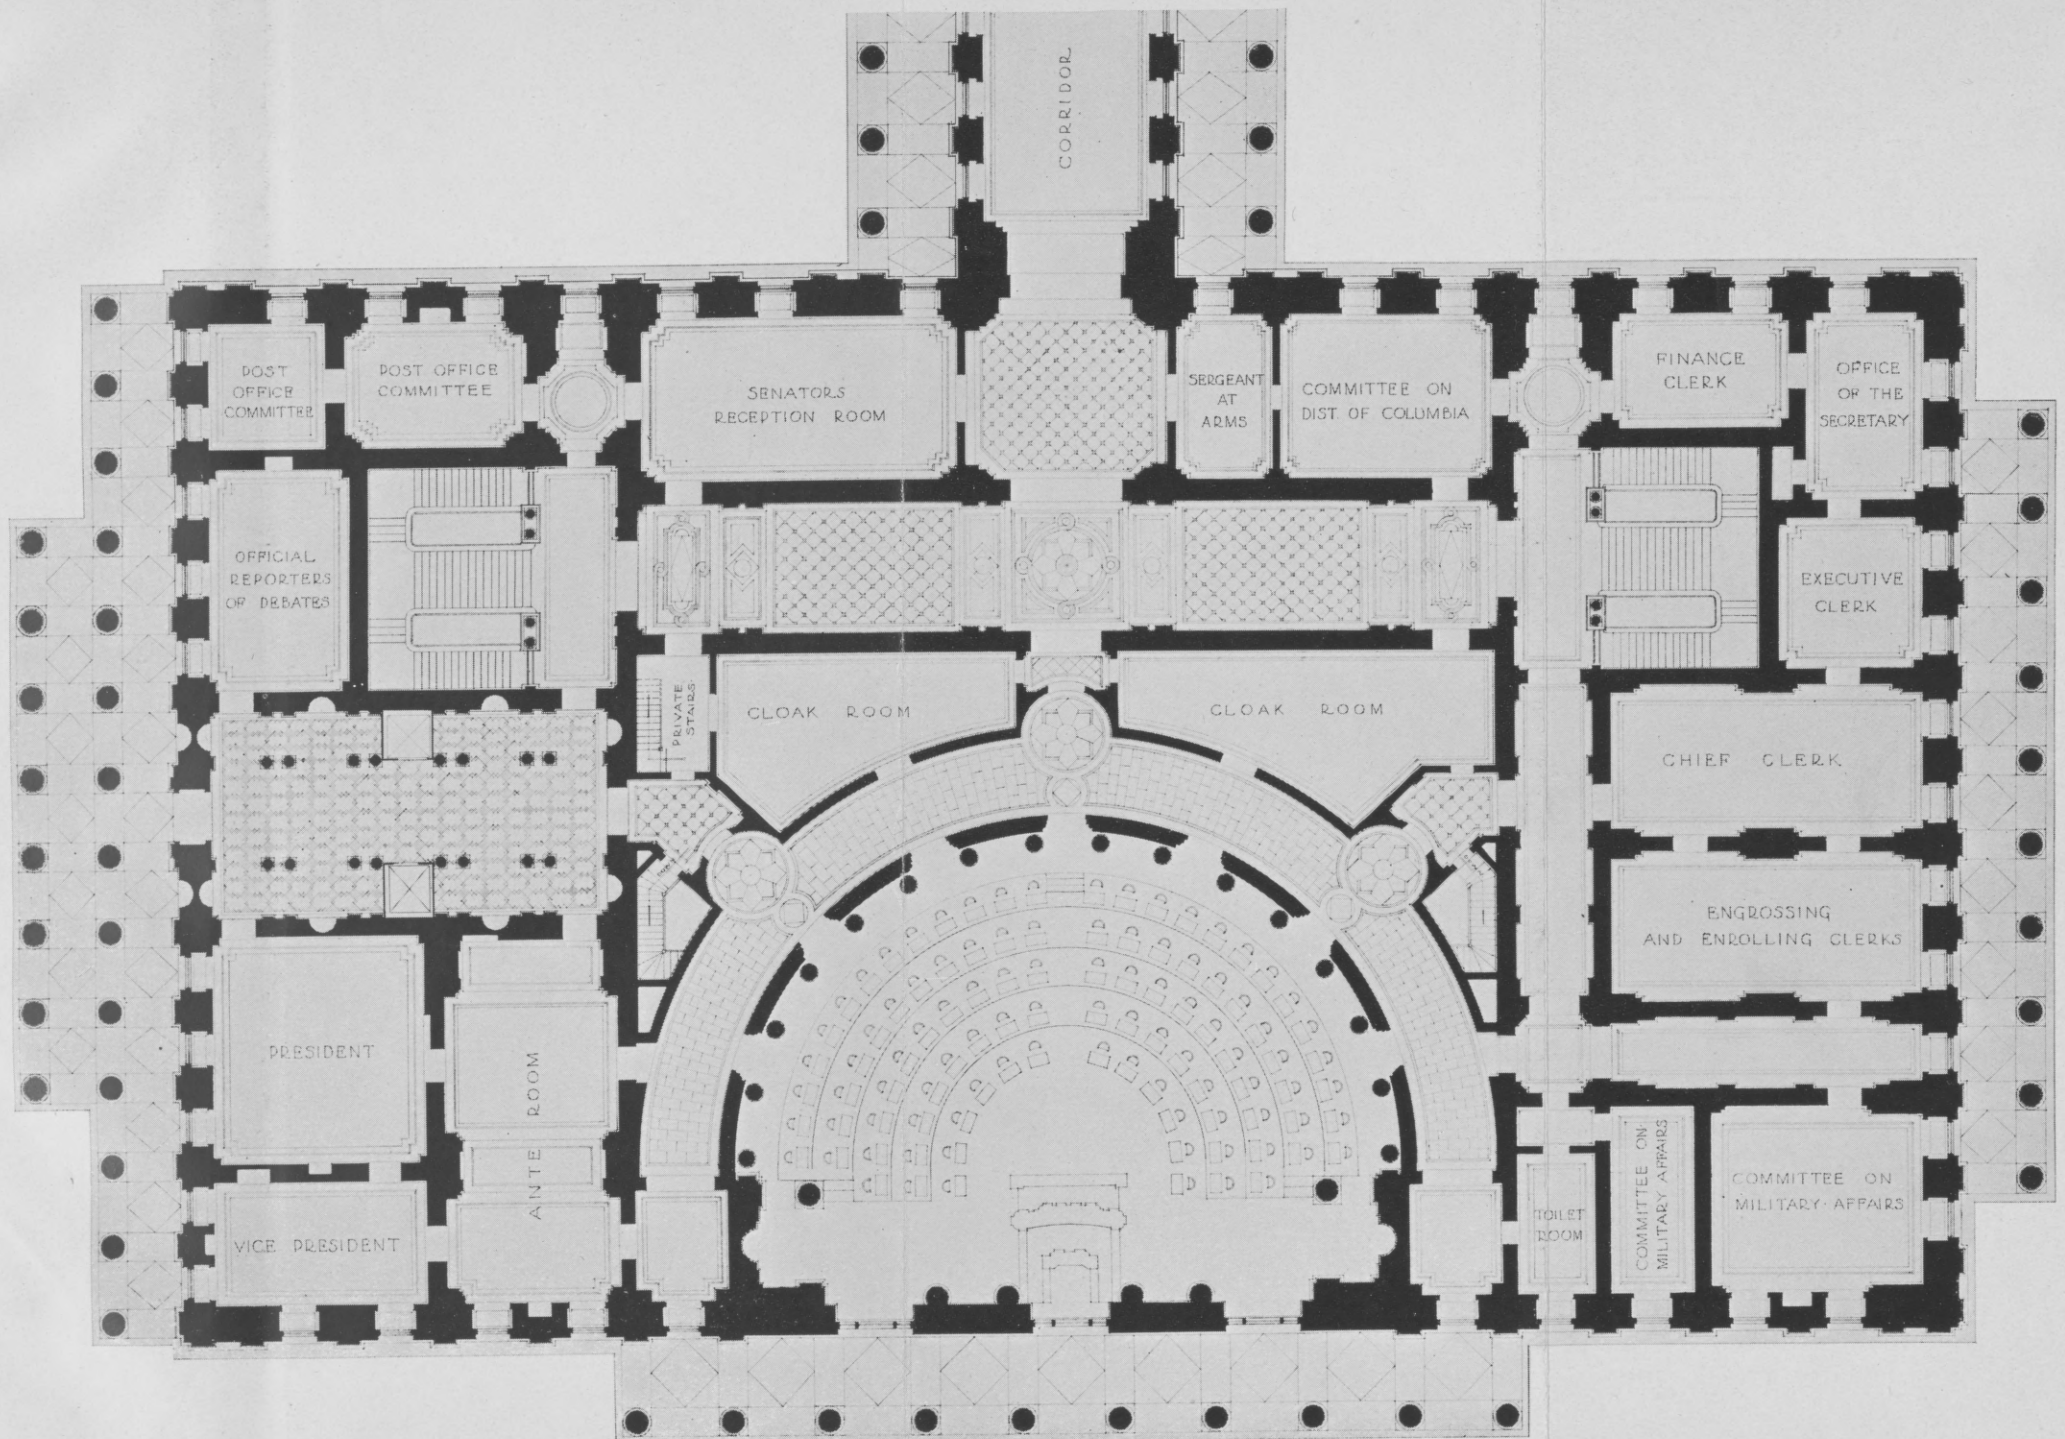 CORRIDOR
POST
OFFICE
COMMITTEE
POST OFFICE
COMMITTEE
SENATORS
RECEPTION ROOM
SERGEANT
AT
ARMS
COMMITTEE ON
DIST. OF COLUMBIA
FINANCE
CLERK
OFFICE
OF THE
SECRETARY
OFFICIAL
REPORTERS
OF DEBATES
EXECUTIVE
CLERK
PRIVATE
STAIRS.
CLOAK ROOM
CLOAK ROOM
CHIEF CLERK
ENGROSSING
AND ENROLLING CLERKS
PRESIDENT
ANTE ROOM
VICE PRESIDENT
TOILET
ROOM
COMMITTEE ON
MILITARY AFFAIRS
COMMITTEE ON
MILITARY AFFAIRS